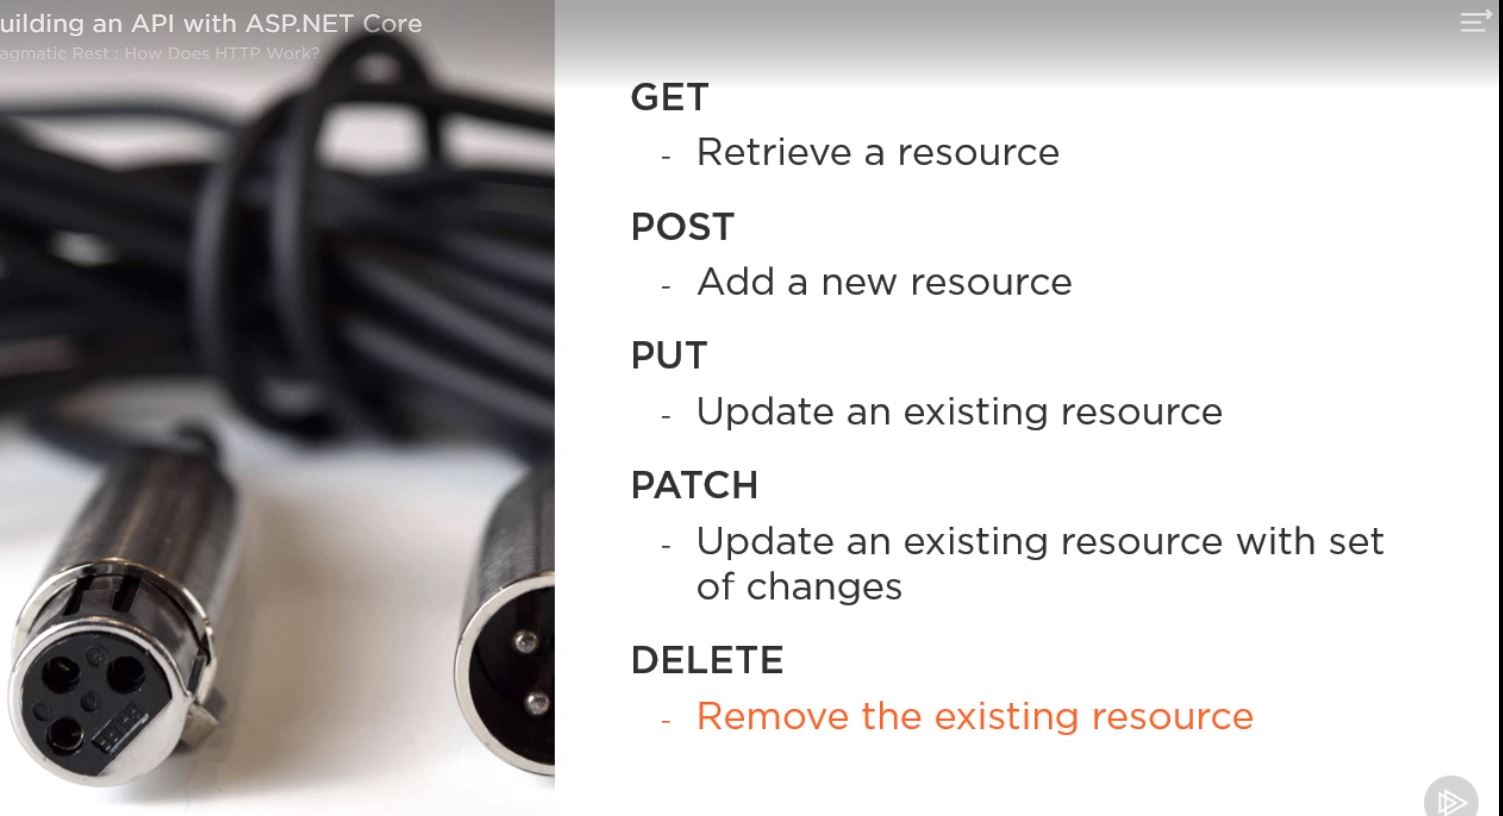 uilding an API with ASP.NET Core
agmatic Rest : How Does HTTP Work?
GET
- Retrieve a resource
POST
- Add a new resource
PUT
- Update an existing resource
PATCH
- Update an existing resource with set
of changes
DELETE
- Remove the existing resource